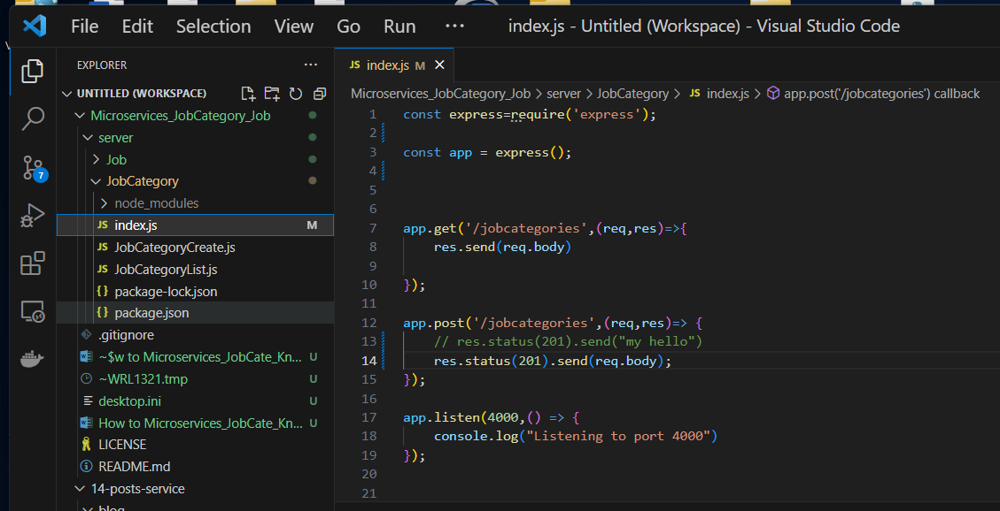 File Edit Selection View Go Run ··· index.js - Untitled (Workspace) - Visual Studio Code
EXPLORER ···
UNTITLED (WORKSPACE)
Microservices_JobCategory_Job
server
Job
JobCategory
node_modules
JS index.js M
JS JobCategoryCreate.js
JS JobCategoryList.js
{} package-lock.json
{} package.json
.gitignore
~$w to Microservices_JobCate_Kn... U
~WRL1321.tmp U
desktop.ini U
How to Microservices_JobCate_Kn... U
LICENSE
README.md
14-posts-service
blog
7
JS index.js M
Microservices_JobCategory_Job > server > JobCategory > JS index.js > app.post('/jobcategories') callback
1 const express=require('express');
2
3 const app = express();
4
5
6
7 app.get('/jobcategories',(req,res)=>{
8 res.send(req.body)
9
10 });
11
12 app.post('/jobcategories',(req,res)=> {
13 // res.status(201).send("my hello")
14 res.status(201).send(req.body);
15 });
16
17 app.listen(4000,() => {
18 console.log("Listening to port 4000")
19 });
20
21